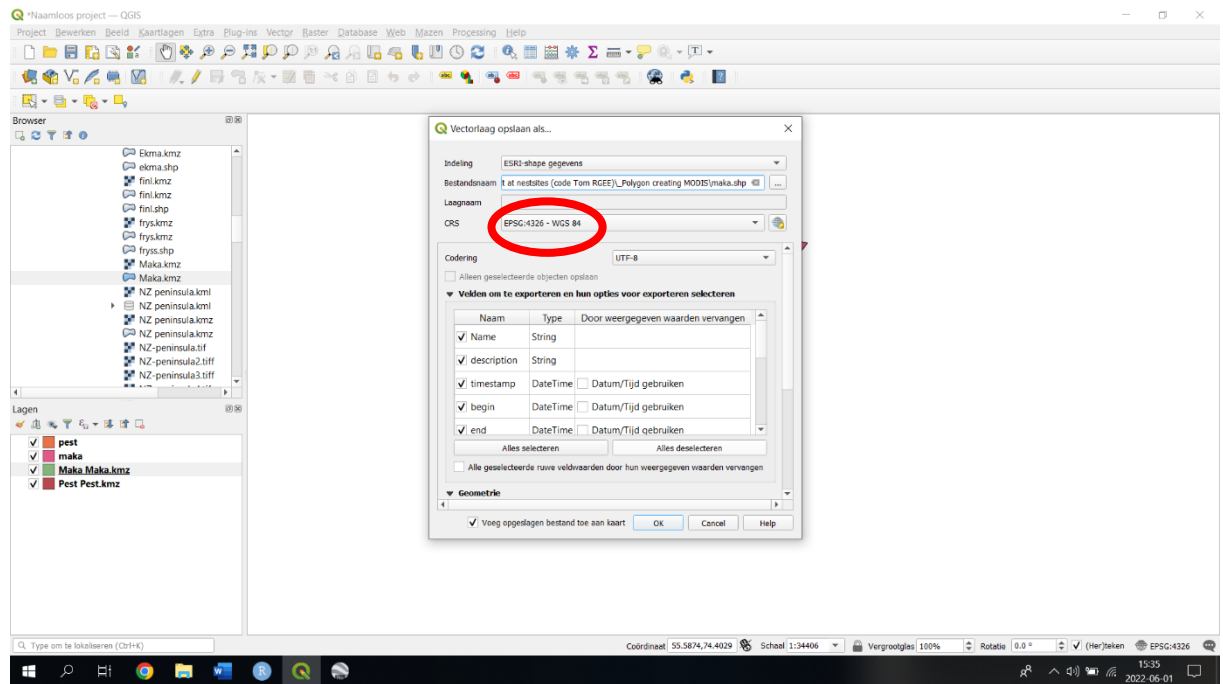 *Naamloos project — QGIS
Project Bewerken Beeld Kaartlagen Extra Plug-ins Vector Raster Database Web Mazen Processing Help
Browser
Ekma.kmz
ekma.shp
finl.kmz
finl.kmz
finl.shp
frys.kmz
frys.kmz
fryss.shp
Maka.kmz
Maka.kmz
NZ peninsula.kml
NZ peninsula.kml
NZ peninsula.kmz
NZ peninsula.kmz
NZ-peninsula.tif
NZ-peninsula2.tiff
NZ-peninsula3.tiff
Lagen
pest
maka
Maka Maka.kmz
Pest Pest.kmz
Vectorlaag opslaan als...
Indeling ESRI-shape gegevens
Bestandsnaam t at nestsites (code Tom RGEE)\_Polygon creating MODIS\maka.shp ...
Laagnaam
CRS EPSG:4326 - WGS 84
Codering UTF-8
Alleen geselecteerde objecten opslaan
Velden om te exporteren en hun opties voor exporteren selecteren
Naam Type Door weergegeven waarden vervangen
Name String
description String
timestamp DateTime Datum/Tijd gebruiken
begin DateTime Datum/Tijd gebruiken
end DateTime Datum/Tijd gebruiken
Alles selecteren Alles deselecteren
Alle geselecteerde ruwe veldwaarden door hun weergegeven waarden vervangen
Geometrie
Voeg opgeslagen bestand toe aan kaart OK Cancel Help
Type om te lokaliseren (Ctrl+K) Coördinaat 55.5874,74.4029 Schaal 1:34406 Vergrootglas 100% Rotatie 0.0 ° (Her)teken EPSG:4326
15:35
2022-06-01